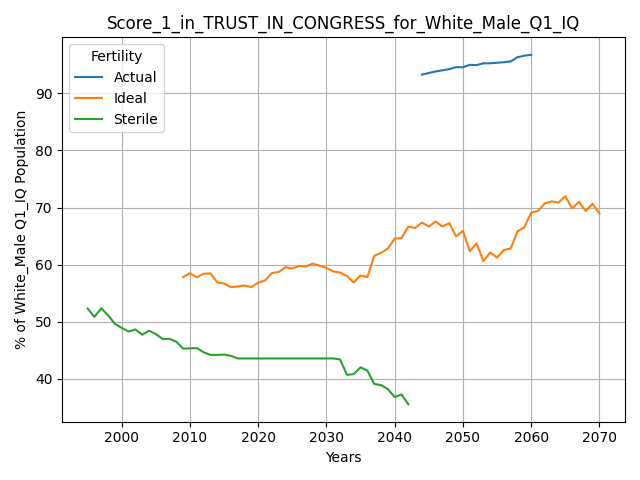 Score_1_in_TRUST_IN_CONGRESS_for_White_Male_Q1_IQ
Fertility
Actual
Ideal
Sterile
% of White_Male Q1_IQ Population
90
80
70
60
50
40
2000 2010 2020 2030 2040 2050 2060 2070
Years